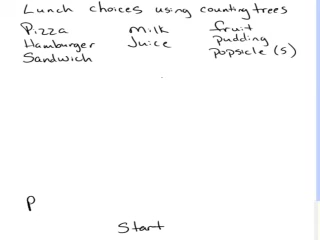 Lunch choices using counting trees
Pizza Milk fruit
Hamburger Juice pudding
Sandwich popsicle (s)
P
Start